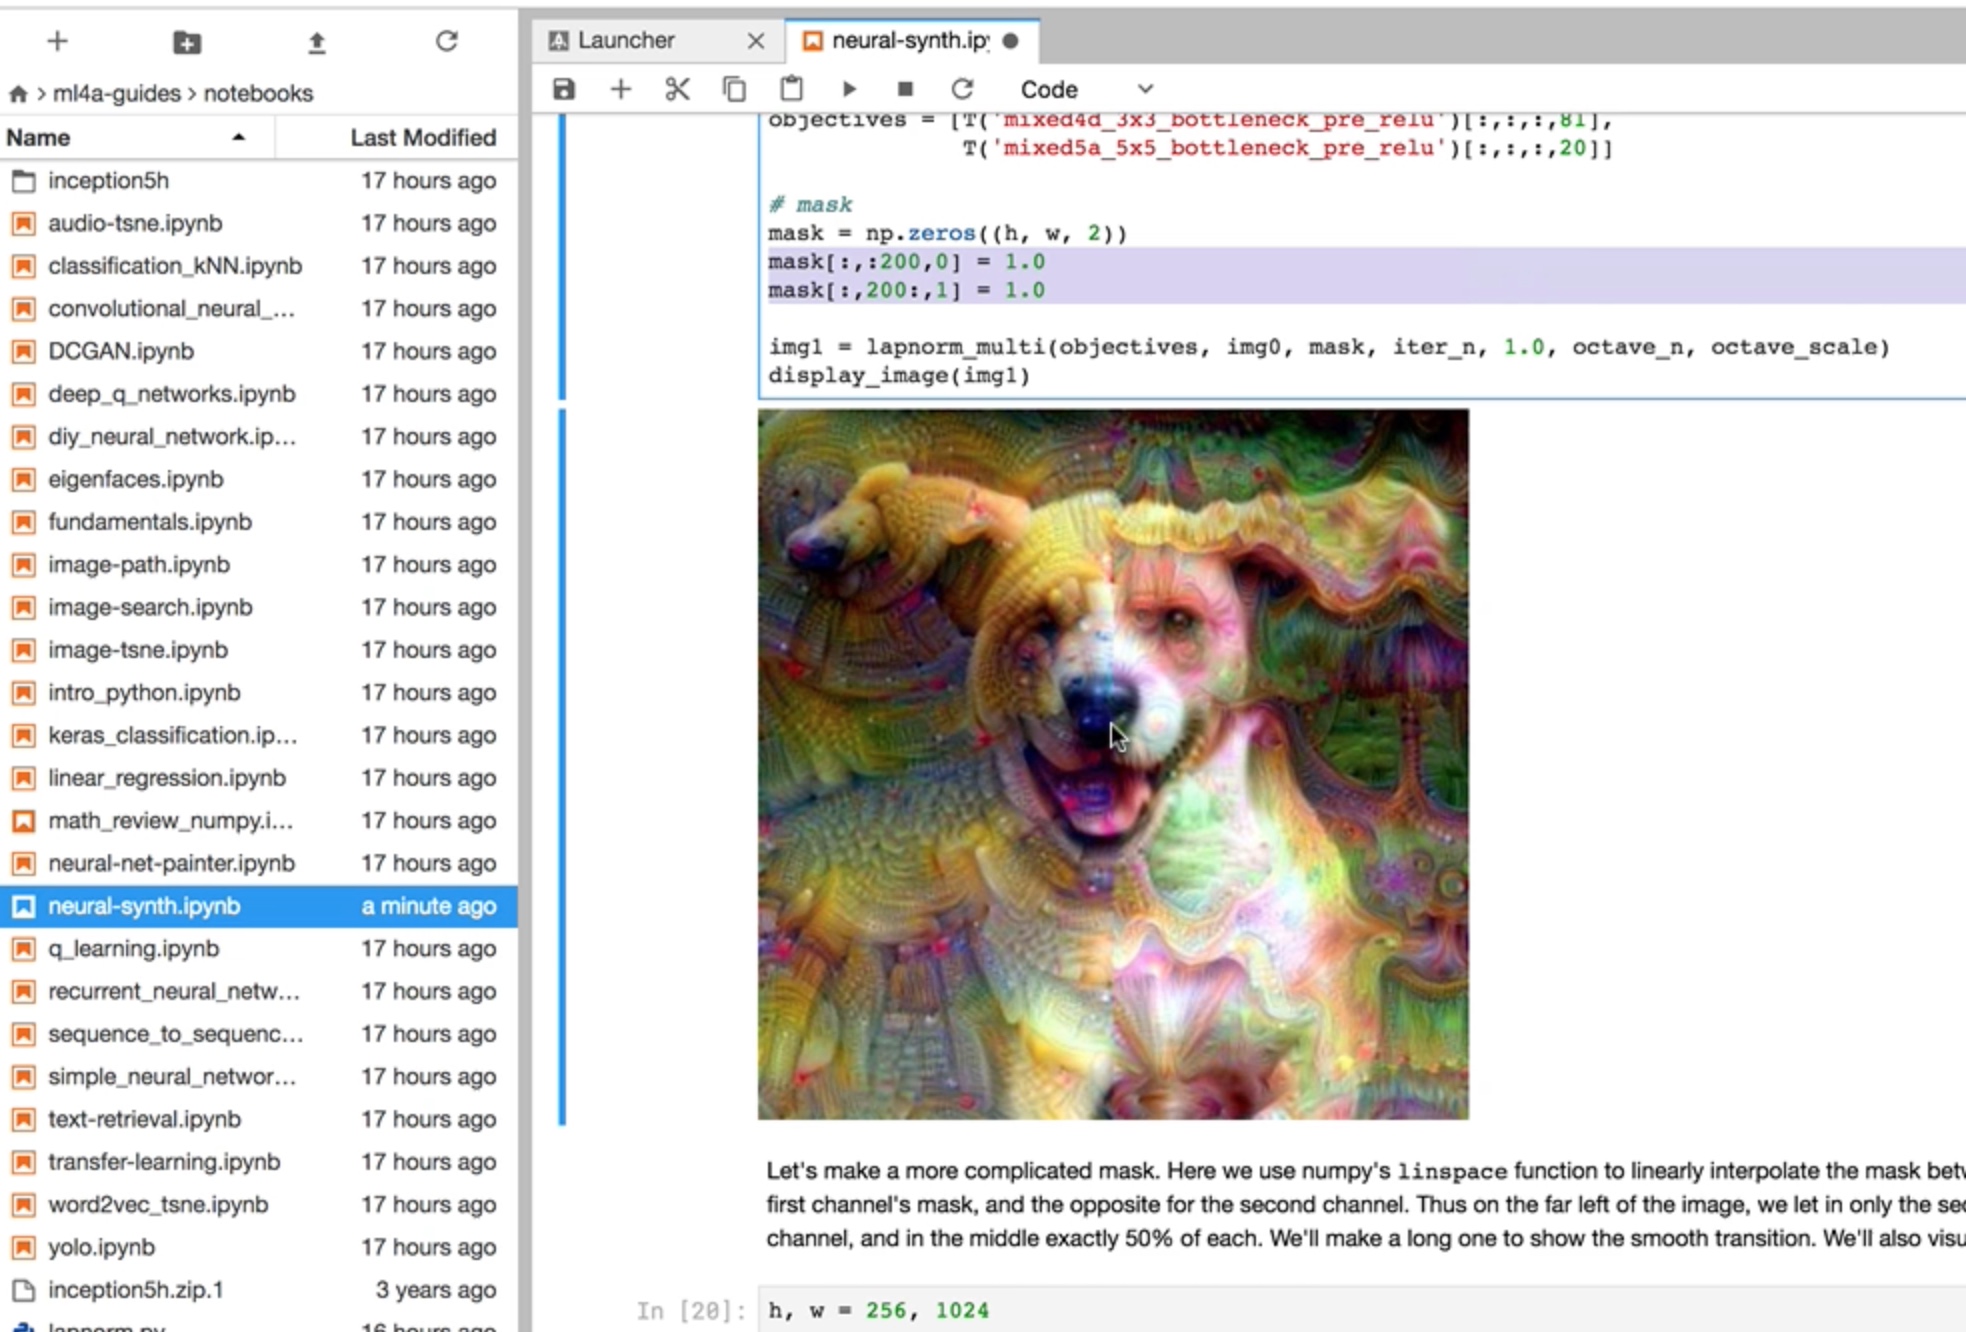 Launcher
neural-synth.ip
Code
ml4a-guides > notebooks
Name Last Modified
inception5h 17 hours ago
audio-tsne.ipynb 17 hours ago
classification_kNN.ipynb 17 hours ago
convolutional_neural_... 17 hours ago
DCGAN.ipynb 17 hours ago
deep_q_networks.ipynb 17 hours ago
diy_neural_network.ip... 17 hours ago
eigenfaces.ipynb 17 hours ago
fundamentals.ipynb 17 hours ago
image-path.ipynb 17 hours ago
image-search.ipynb 17 hours ago
image-tsne.ipynb 17 hours ago
intro_python.ipynb 17 hours ago
keras_classification.ip... 17 hours ago
linear_regression.ipynb 17 hours ago
math_review_numpy.i... 17 hours ago
neural-net-painter.ipynb 17 hours ago
neural-synth.ipynb a minute ago
q_learning.ipynb 17 hours ago
recurrent_neural_netw... 17 hours ago
sequence_to_sequenc... 17 hours ago
simple_neural_networ... 17 hours ago
text-retrieval.ipynb 17 hours ago
transfer-learning.ipynb 17 hours ago
word2vec_tsne.ipynb 17 hours ago
yolo.ipynb 17 hours ago
inception5h.zip.1 3 years ago
lapnorm.py 16 hours ago
objectives = [T('mixed4d_3x3_bottleneck_pre_relu')[:,:,:,81],
T('mixed5a_5x5_bottleneck_pre_relu')[:,:,:,20]]
# mask
mask = np.zeros((h, w, 2))
mask[:,:200,0] = 1.0
mask[:,200:,1] = 1.0
img1 = lapnorm_multi(objectives, img0, mask, iter_n, 1.0, octave_n, octave_scale)
display_image(img1)
Let's make a more complicated mask. Here we use numpy's linspace function to linearly interpolate the mask
first channel's mask, and the opposite for the second channel. Thus on the far left of the image, we let in only the
channel, and in the middle exactly 50% of each. We'll make a long one to show the smooth transition. We'll also
In [20]: h, w = 256, 1024